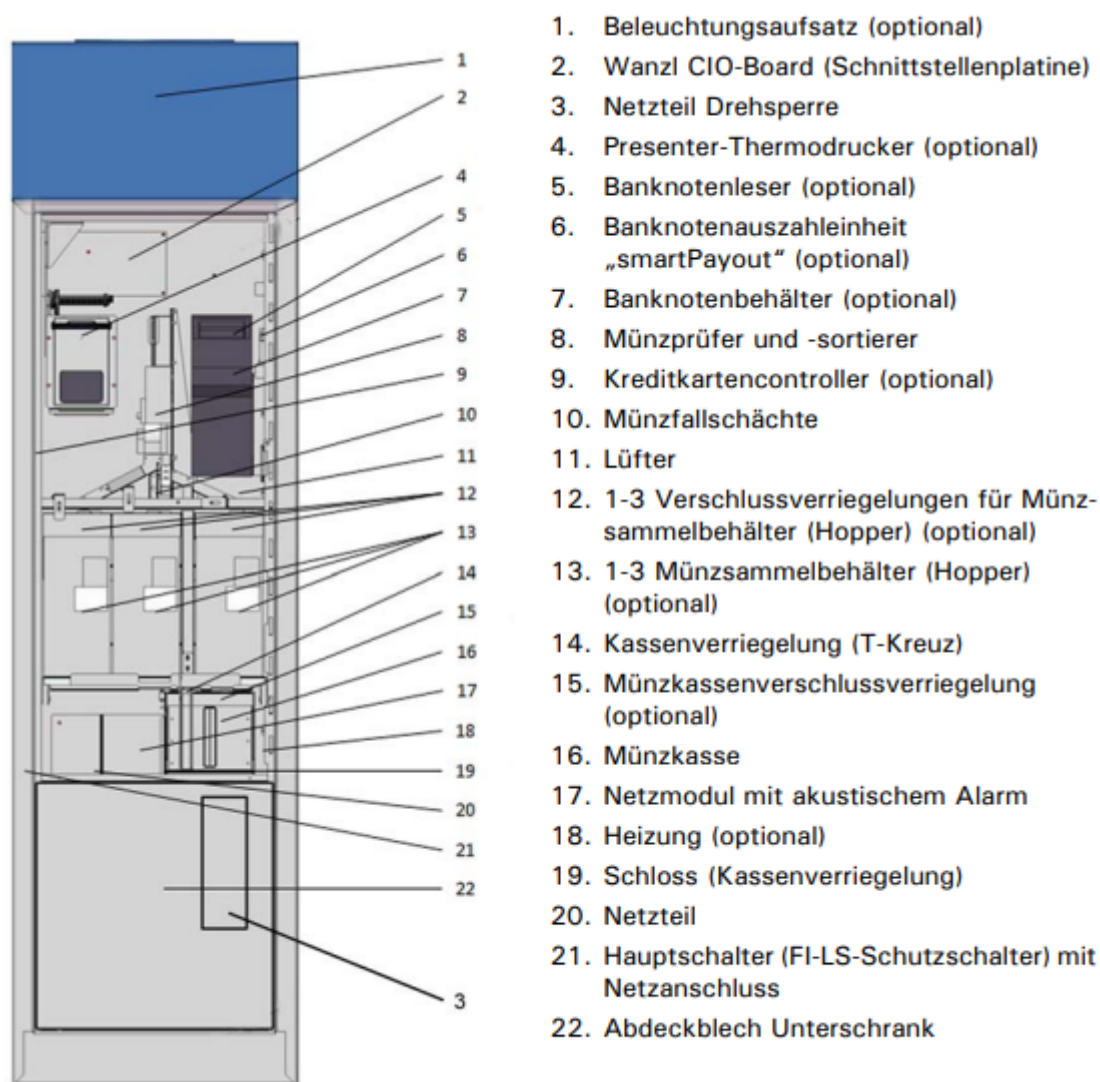 1
2
4
5
6
7
8
9
10
11
12
13
14
15
16
17
18
19
20
21
22
3
1. Beleuchtungsaufsatz (optional)
2. Wanzl CIO-Board (Schnittstellenplatine)
3. Netzteil Drehsperre
4. Presenter-Thermodrucker (optional)
5. Banknotenleser (optional)
6. Banknotenauszahleinheit
„smartPayout“ (optional)
7. Banknotenbehälter (optional)
8. Münzprüfer und -sortierer
9. Kreditkartencontroller (optional)
10. Münzfallschächte
11. Lüfter
12. 1-3 Verschlussverriegelungen für Münz-
sammelbehälter (Hopper) (optional)
13. 1-3 Münzsammelbehälter (Hopper)
(optional)
14. Kassenverriegelung (T-Kreuz)
15. Münzkassenverschlussverriegelung
(optional)
16. Münzkasse
17. Netzmodul mit akustischem Alarm
18. Heizung (optional)
19. Schloss (Kassenverriegelung)
20. Netzteil
21. Hauptschalter (FI-LS-Schutzschalter) mit
Netzanschluss
22. Abdeckblech Unterschrank